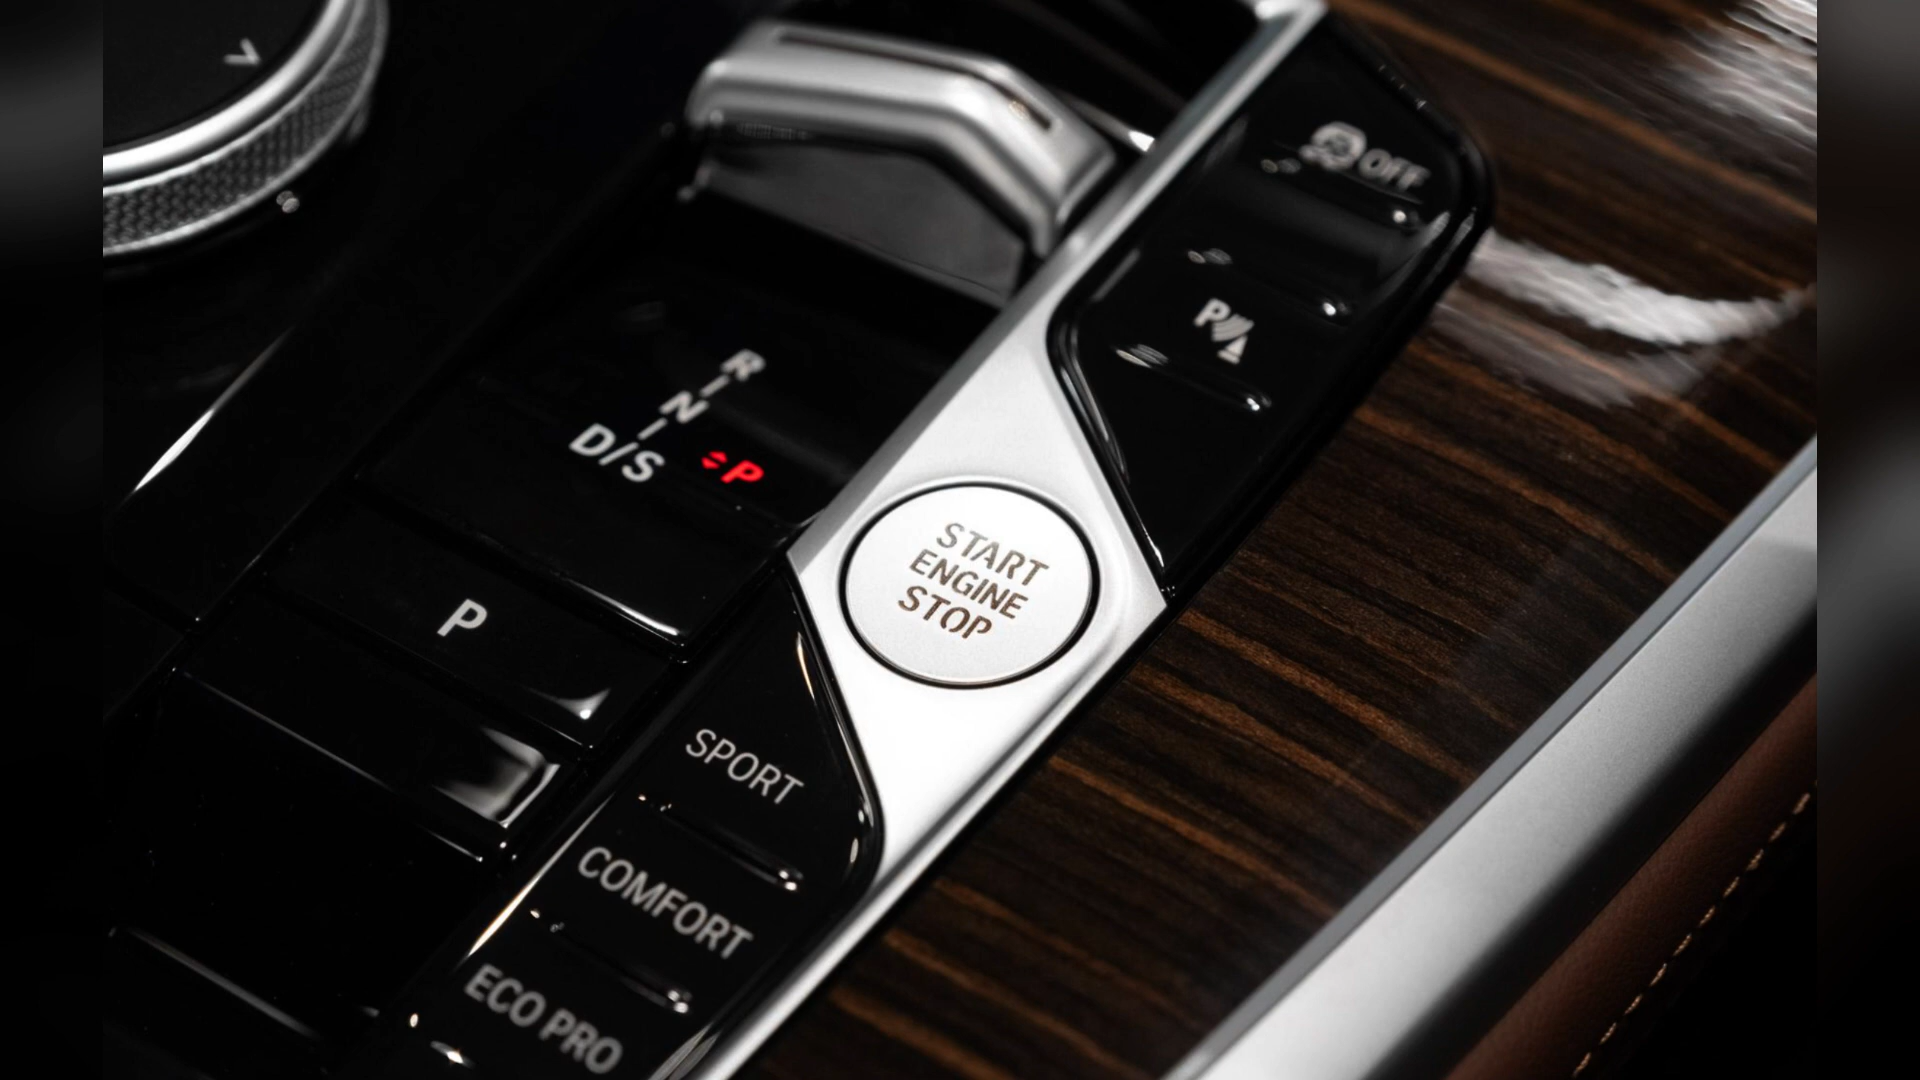 OFF
P
R
N
D/S
P
START
ENGINE
STOP
P
SPORT
COMFORT
ECO PRO